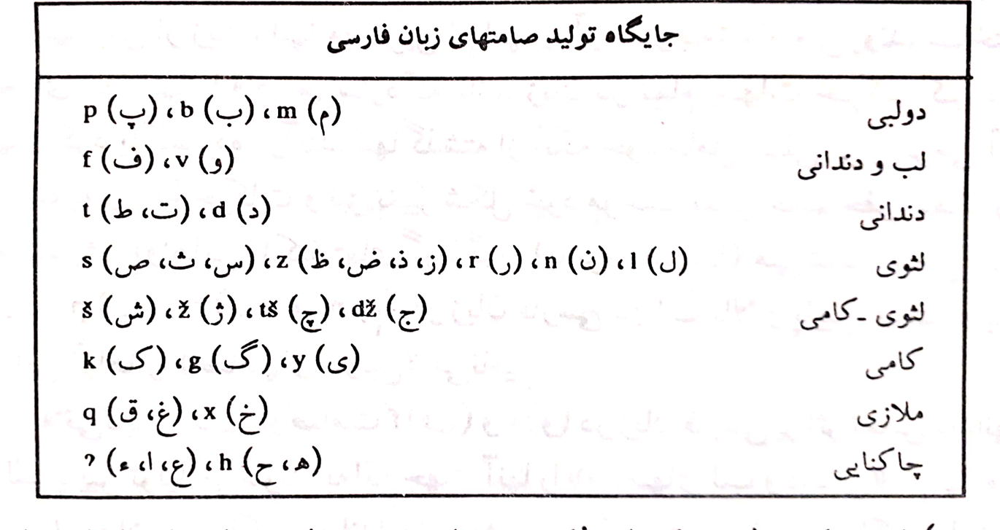 جایگاه تولید صامتهای زبان فارسی
دولبی p (پ)، b (ب)، m (م)
لب و دندانی f (ف)، v (و)
دندانی t (ت، ط)، d (د)
لثوی s (س، ث، ص)، z (ز، ذ، ض، ظ)، r (ر)، n (ن)، l (ل)
لثوی ـ کامی š (ش)، ž (ژ)، tš (چ)، dž (ج)
کامی k (ک)، g (گ)، y (ی)
ملازی q (غ، ق)، x (خ)
چاکنایی ? (ع، ا، ء)، h (ه، ح)